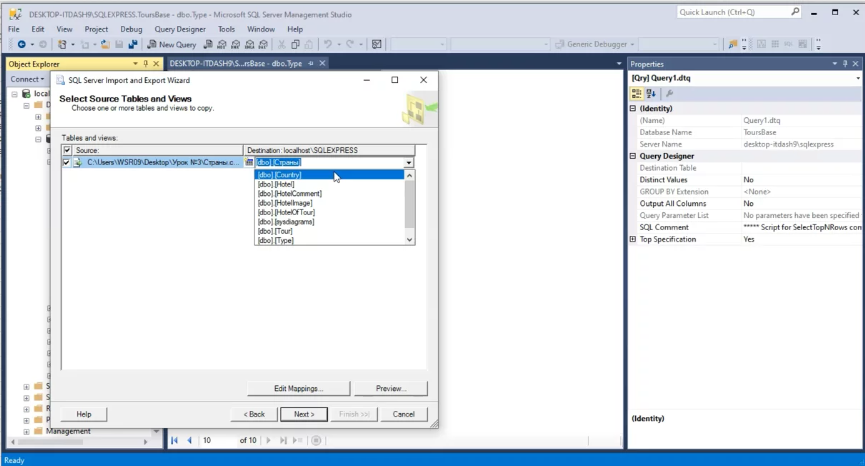 DESKTOP-ITDASH9\SQLEXPRESS.ToursBase - dbo.Type - Microsoft SQL Server Management Studio
Quick Launch (Ctrl+Q)
File Edit View Project Debug Query Designer Tools Window Help
New Query
Generic Debugger
Object Explorer
DESKTOP-ITDASH9\S...rsBase - dbo.Type
Properties
Connect
SQL Server Import and Export Wizard
[Qry] Query1.dtq
Select Source Tables and Views
Choose one or more tables and views to copy.
Tables and views:
Source:
Destination: localhost\SQLEXPRESS
C:\Users\WSR09\Desktop\Урок №3\Страны.c...
[dbo].[Страны]
[dbo].[Country]
[dbo].[Hotel]
[dbo].[HotelComment]
[dbo].[HotelImage]
[dbo].[HotelOfTour]
[dbo].[sysdiagrams]
[dbo].[Tour]
[dbo].[Type]
Edit Mappings...
Preview...
Help
< Back
Next >
Finish >>|
Cancel
Management
10 of 10
(Identity)
(Name) Query1.dtq
Database Name ToursBase
Server Name desktop-itdash9\sqlexpress
Query Designer
Destination Table
Distinct Values No
GROUP BY Extension <None>
Output All Columns No
Query Parameter List No parameters have been specified
SQL Comment ***** Script for SelectTopNRows con
Top Specification Yes
(Identity)
Ready